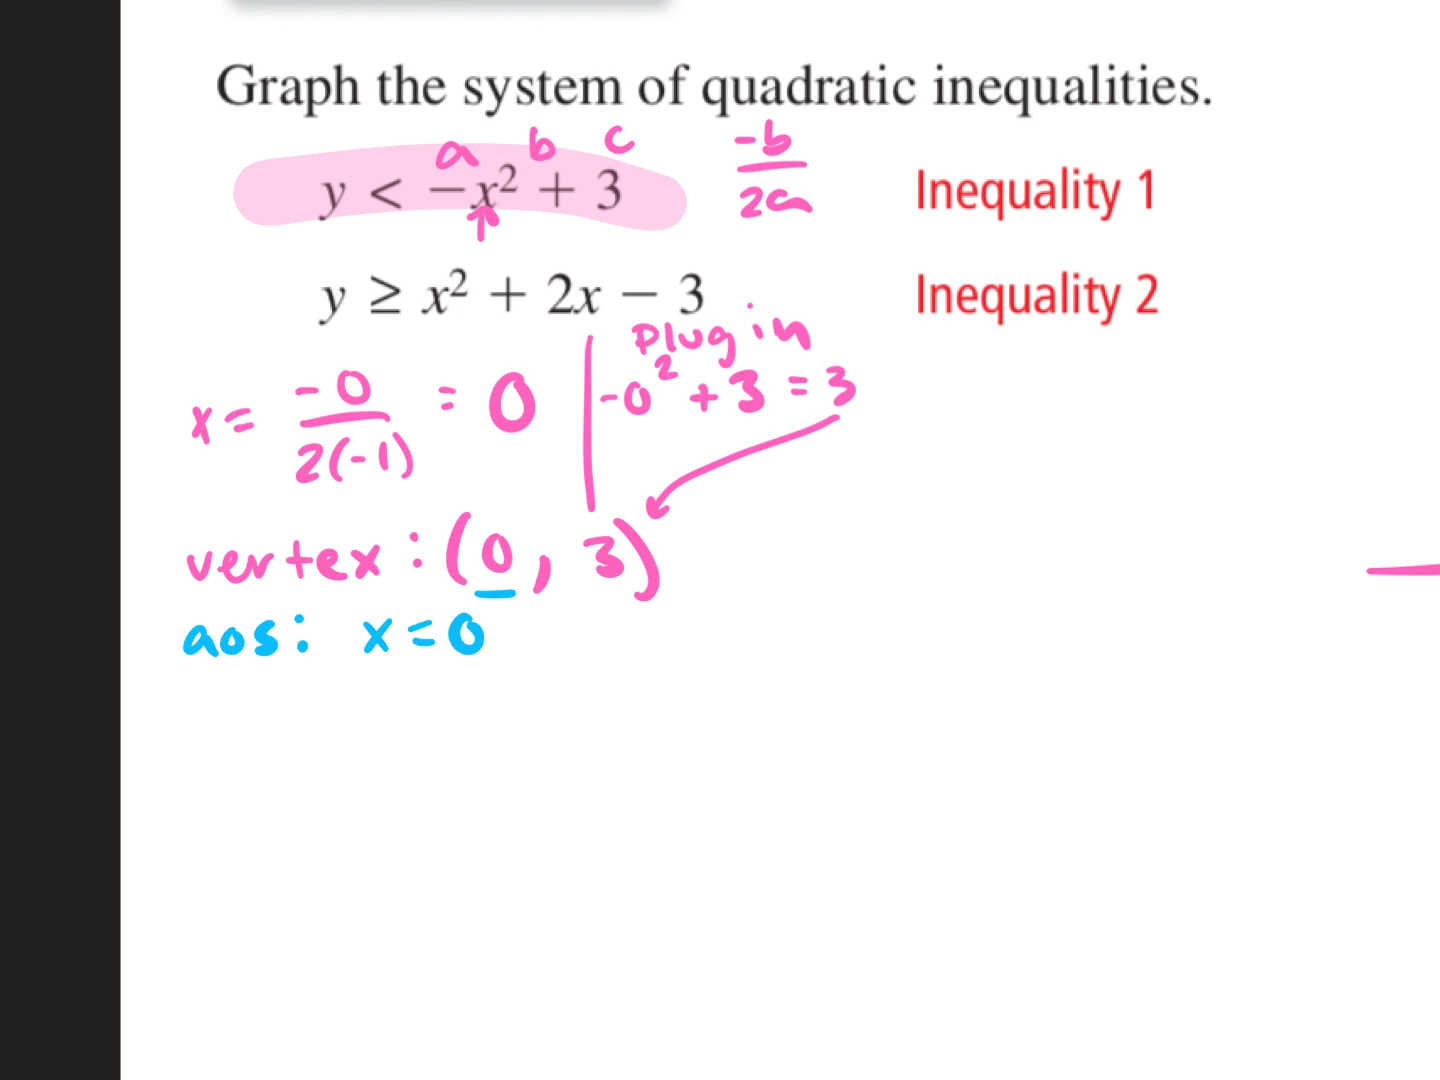 Graph the system of quadratic inequalities.
a b c
y < −x² + 3
-b
2a
Inequality 1
y ≥ x² + 2x − 3
Inequality 2
x = -0 = 0
2(-1)
Plug in
-0² + 3 = 3
vertex: (0, 3)
aos: x = 0